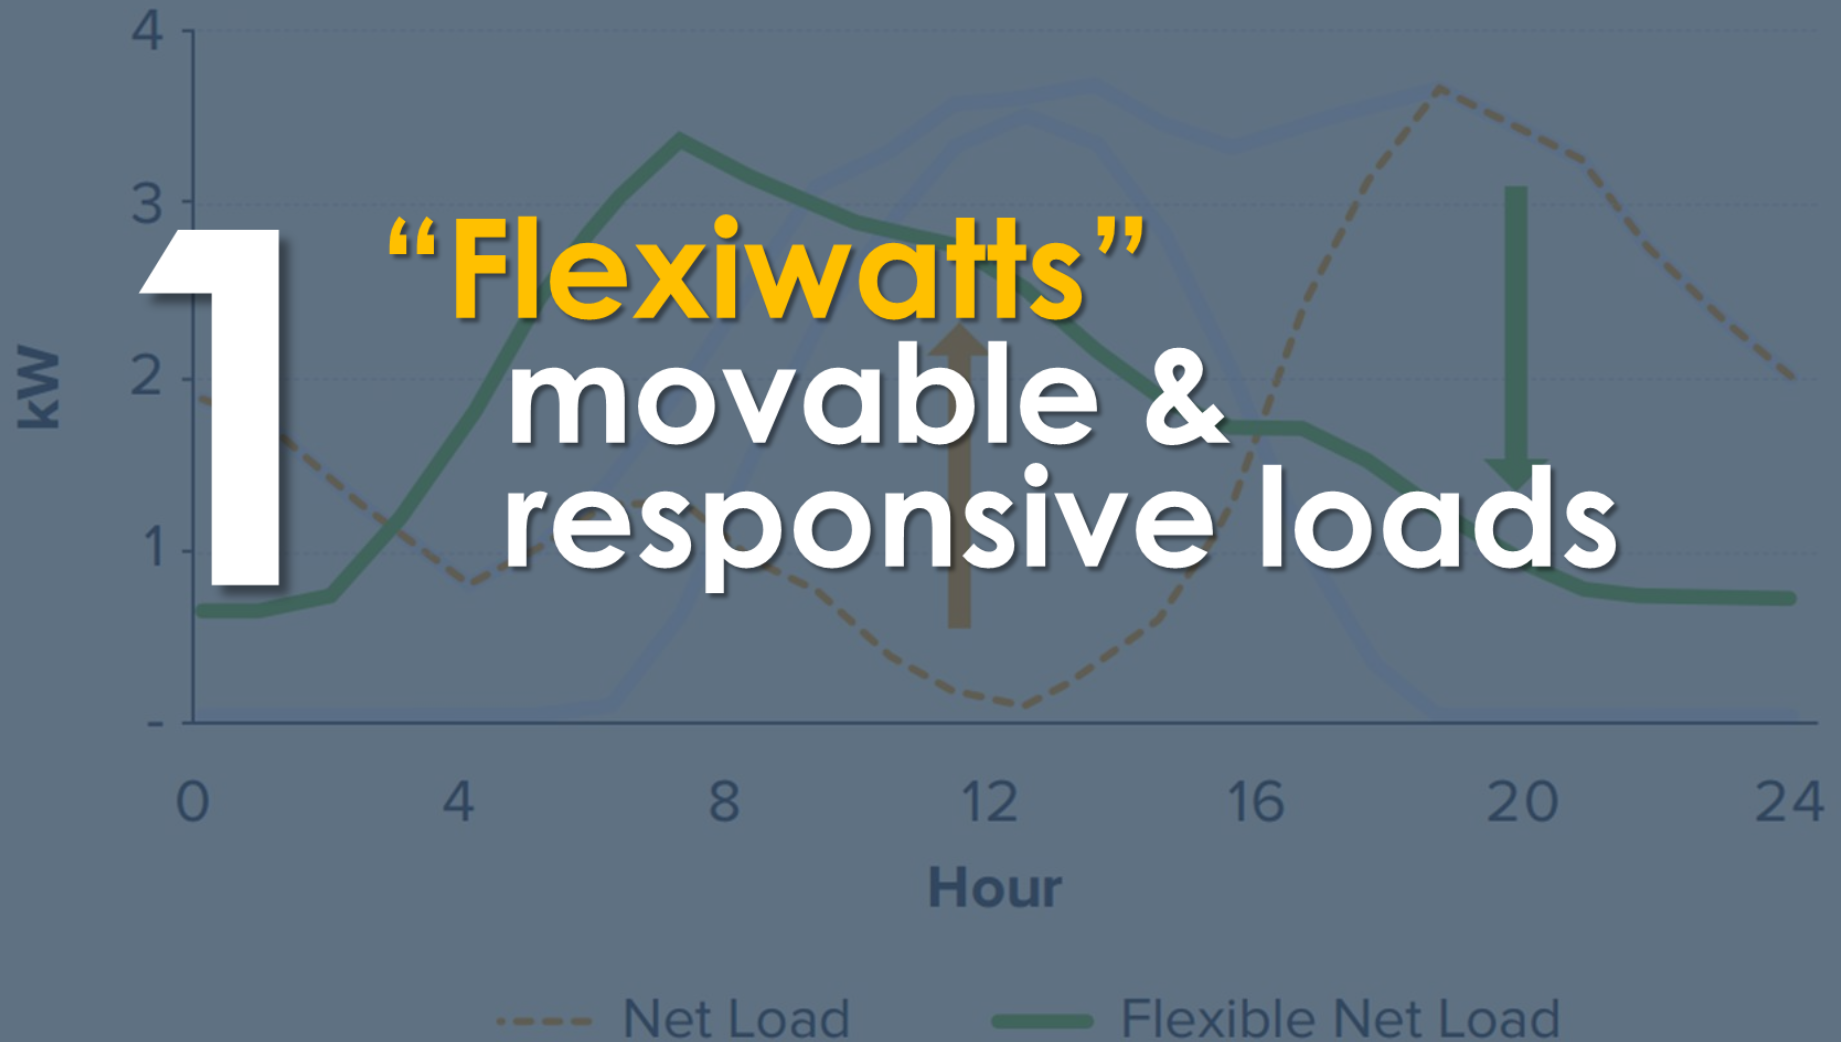 4
3
2
1
-
kW
1
“Flexiwatts”
movable &
responsive loads
0 4 8 12 16 20 24
Hour
Net Load Flexible Net Load